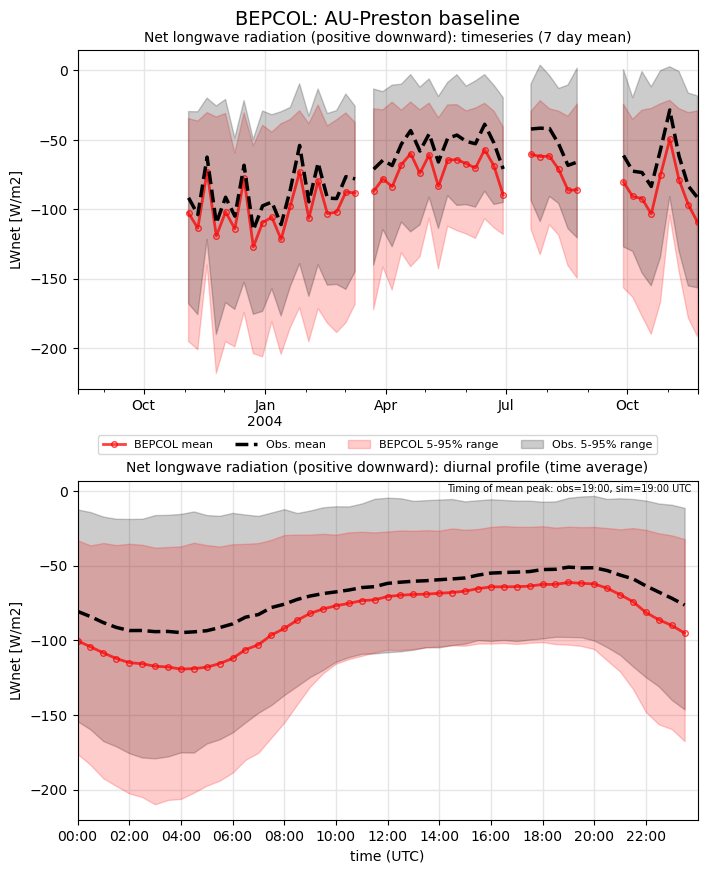 BEPCOL: AU-Preston baseline
Net longwave radiation (positive downward): timeseries (7 day mean)
LWnet [W/m2]
0
−50
−100
−150
−200
Oct
Jan
2004
Apr
Jul
Oct
BEPCOL mean
Obs. mean
BEPCOL 5-95% range
Obs. 5-95% range
Net longwave radiation (positive downward): diurnal profile (time average)
Timing of mean peak: obs=19:00, sim=19:00 UTC
LWnet [W/m2]
0
−50
−100
−150
−200
00:00
02:00
04:00
06:00
08:00
10:00
12:00
14:00
16:00
18:00
20:00
22:00
time (UTC)